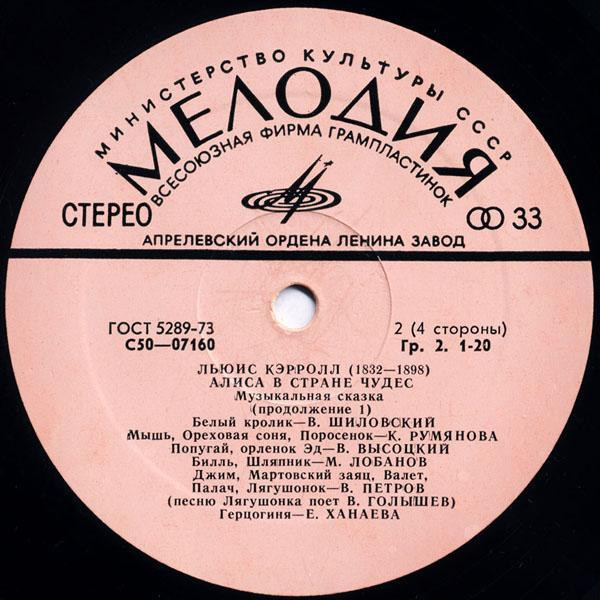 МИНИСТЕРСТВО КУЛЬТУРЫ СССР
МЕЛОДИЯ
ВСЕСОЮЗНАЯ ФИРМА ГРАМПЛАСТИНОК
СТЕРЕО
33
АПРЕЛЕВСКИЙ ОРДЕНА ЛЕНИНА ЗАВОД
ГОСТ 5289-73
2 (4 стороны)
С50—07160
Гр. 2. 1-20
ЛЬЮИС КЭРРОЛЛ (1832—1898)
АЛИСА В СТРАНЕ ЧУДЕС
Музыкальная сказка
(продолжение 1)
Белый кролик—В. ШИЛОВСКИЙ
Мышь, Ореховая соня, Поросенок—К. РУМЯНОВА
Попугай, орленок Эд—В. ВЫСОЦКИЙ
Билль, Шляпник—М. ЛОБАНОВ
Джим, Мартовский заяц, Валет,
Палач, Лягушонок—В. ПЕТРОВ
(песню Лягушонка поет В. ГОЛЫШЕВ)
Герцогиня—Е. ХАНАЕВА